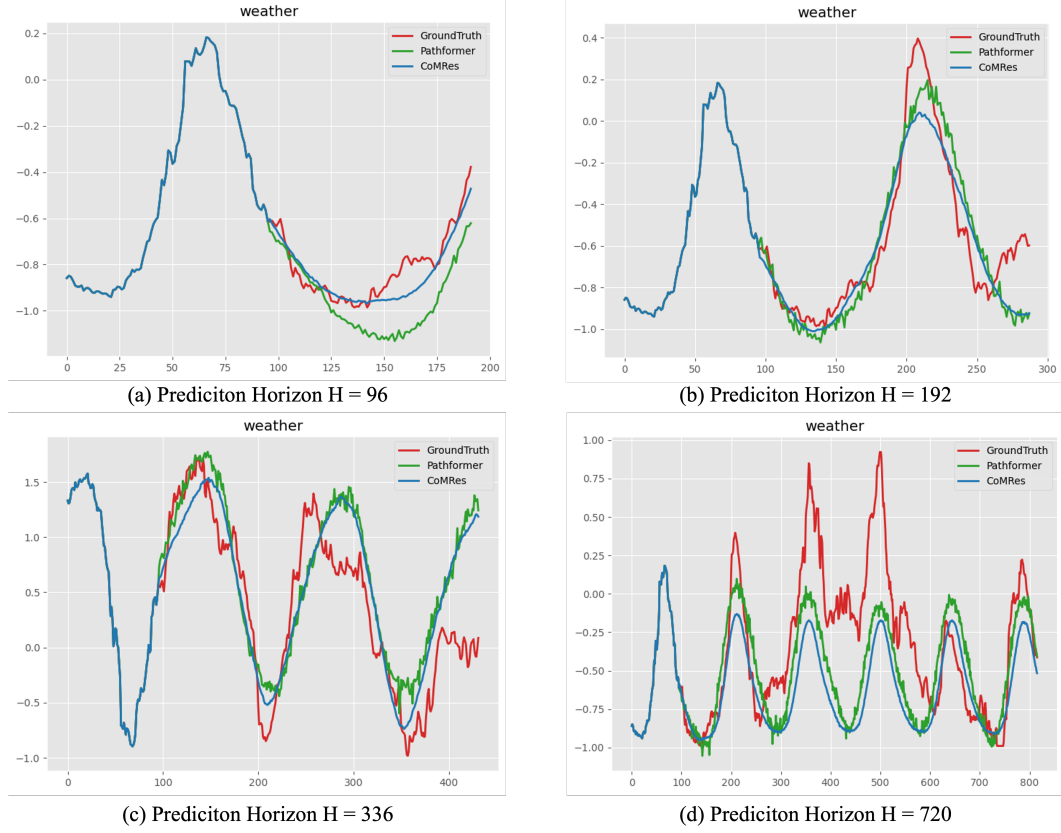 weather
0.2
0.0
−0.2
−0.4
−0.6
−0.8
−1.0
0 25 50 75 100 125 150 175 200
GroundTruth
Pathformer
CoMRes
(a) Prediciton Horizon H = 96
weather
0.4
0.2
0.0
−0.2
−0.4
−0.6
−0.8
−1.0
0 50 100 150 200 250 300
GroundTruth
Pathformer
CoMRes
(b) Prediciton Horizon H = 192
weather
1.5
1.0
0.5
0.0
−0.5
−1.0
0 100 200 300 400
GroundTruth
Pathformer
CoMRes
(c) Prediciton Horizon H = 336
weather
1.00
0.75
0.50
0.25
0.00
−0.25
−0.50
−0.75
−1.00
0 100 200 300 400 500 600 700 800
GroundTruth
Pathformer
CoMRes
(d) Prediciton Horizon H = 720